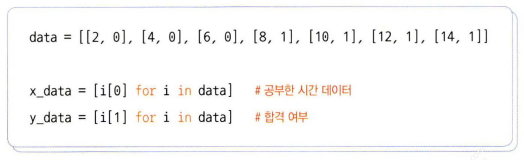 data = [[2, 0], [4, 0], [6, 0], [8, 1], [10, 1], [12, 1], [14, 1]]
x_data = [i[0] for i in data]   # 공부한 시간 데이터
y_data = [i[1] for i in data]   # 합격 여부